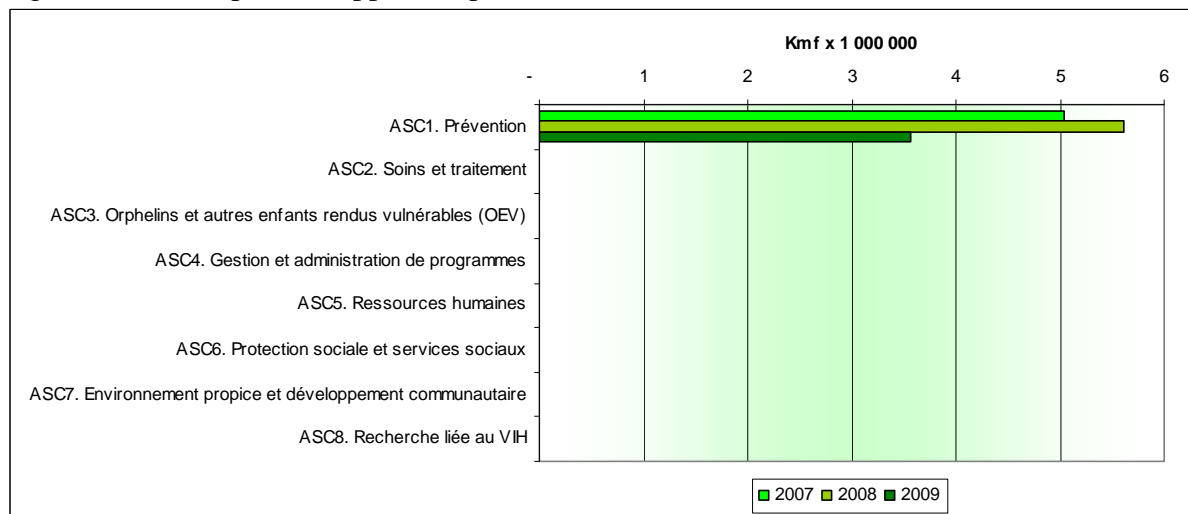 Kmf x 1 000 000
- 1 2 3 4 5 6
ASC1. Prévention
ASC2. Soins et traitement
ASC3. Orphelins et autres enfants rendus vulnérables (OEV)
ASC4. Gestion et administration de programmes
ASC5. Ressources humaines
ASC6. Protection sociale et services sociaux
ASC7. Environnement propice et développement communautaire
ASC8. Recherche liée au VIH
2007 2008 2009